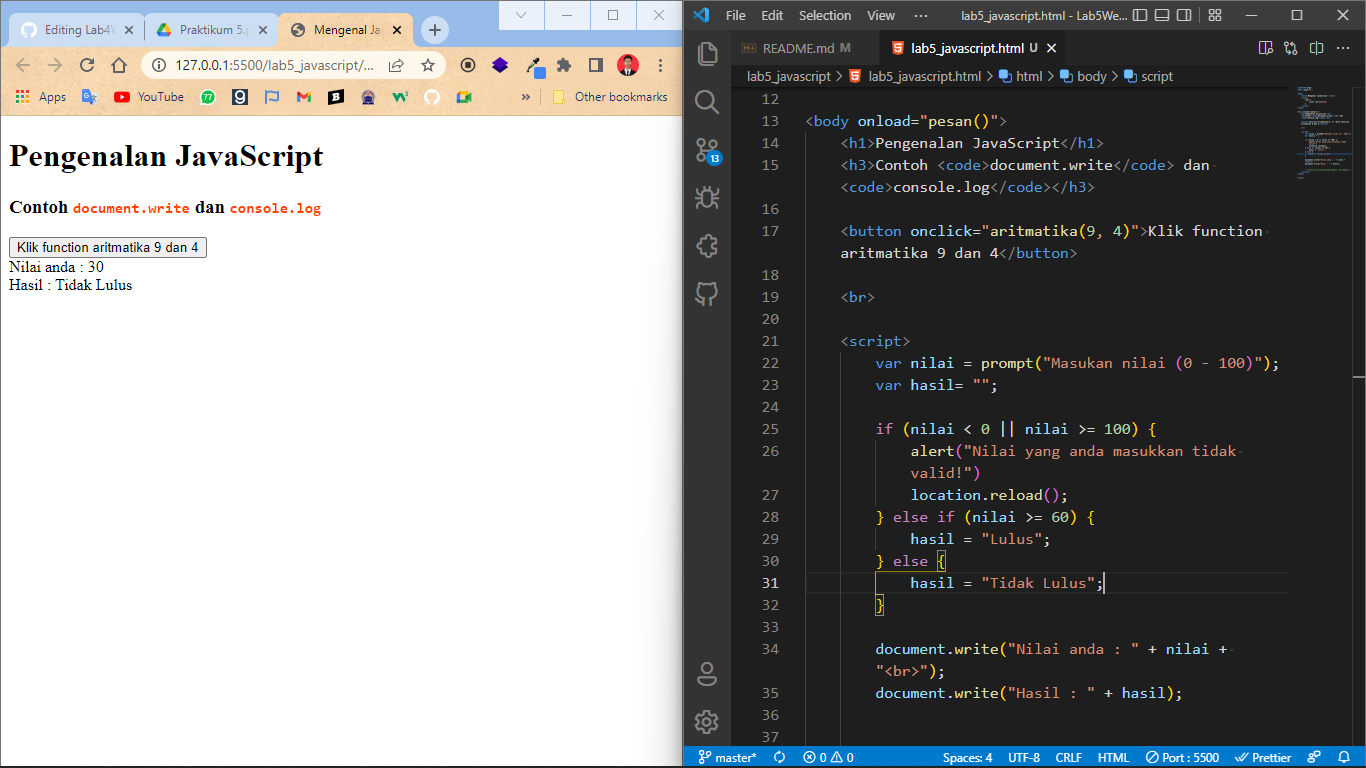 Editing Lab4W
Praktikum 5.p
Mengenal Jav
127.0.0.1:5500/lab5_javascript/...
Apps
YouTube
77
g
B
W³
»
Other bookmarks
Pengenalan JavaScript
Contoh document.write dan console.log
Klik function aritmatika 9 dan 4
Nilai anda : 30
Hasil : Tidak Lulus
File Edit Selection View ··· lab5_javascript.html - Lab5We...
README.md M
lab5_javascript.html U
lab5_javascript > lab5_javascript.html > html > body > script
13
12
13 <body onload="pesan()">
14 <h1>Pengenalan JavaScript</h1>
15 <h3>Contoh <code>document.write</code> dan
<code>console.log</code></h3>
16
17 <button onclick="aritmatika(9, 4)">Klik function
aritmatika 9 dan 4</button>
18
19 <br>
20
21 <script>
22 var nilai = prompt("Masukan nilai (0 - 100)");
23 var hasil= "";
24
25 if (nilai < 0 || nilai >= 100) {
26 alert("Nilai yang anda masukkan tidak
valid!")
27 location.reload();
28 } else if (nilai >= 60) {
29 hasil = "Lulus";
30 } else {
31 hasil = "Tidak Lulus";
32 }
33
34 document.write("Nilai anda : " + nilai +
"<br>");
35 document.write("Hasil : " + hasil);
36
37
master* 0 0 Spaces: 4 UTF-8 CRLF HTML Port : 5500 Prettier